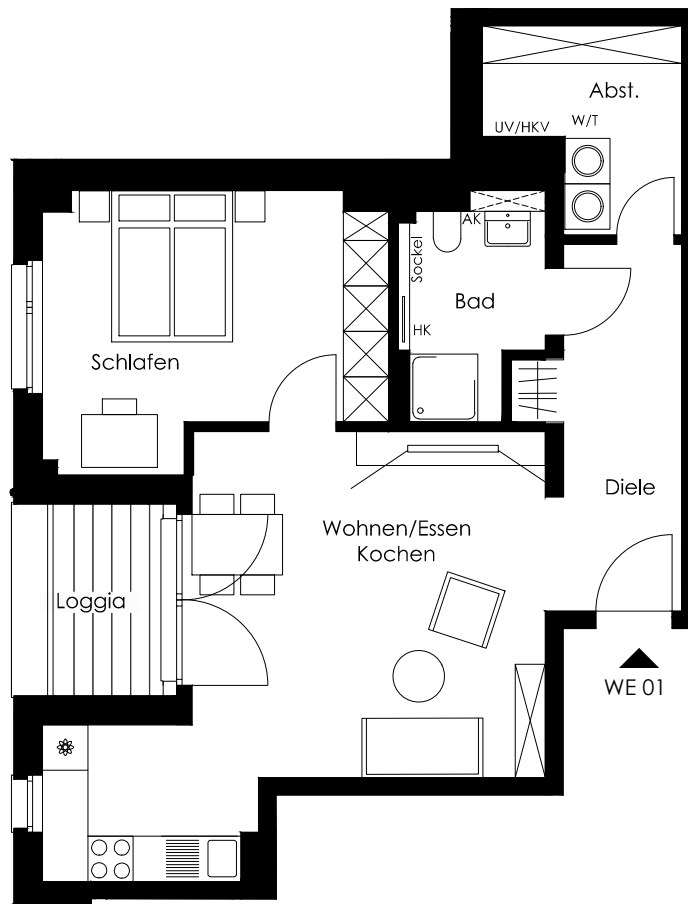 Abst.
UV/HKV
W/T
AK
Sockel
Bad
HK
Schlafen
Diele
Wohnen/Essen
Kochen
Loggia
WE 01